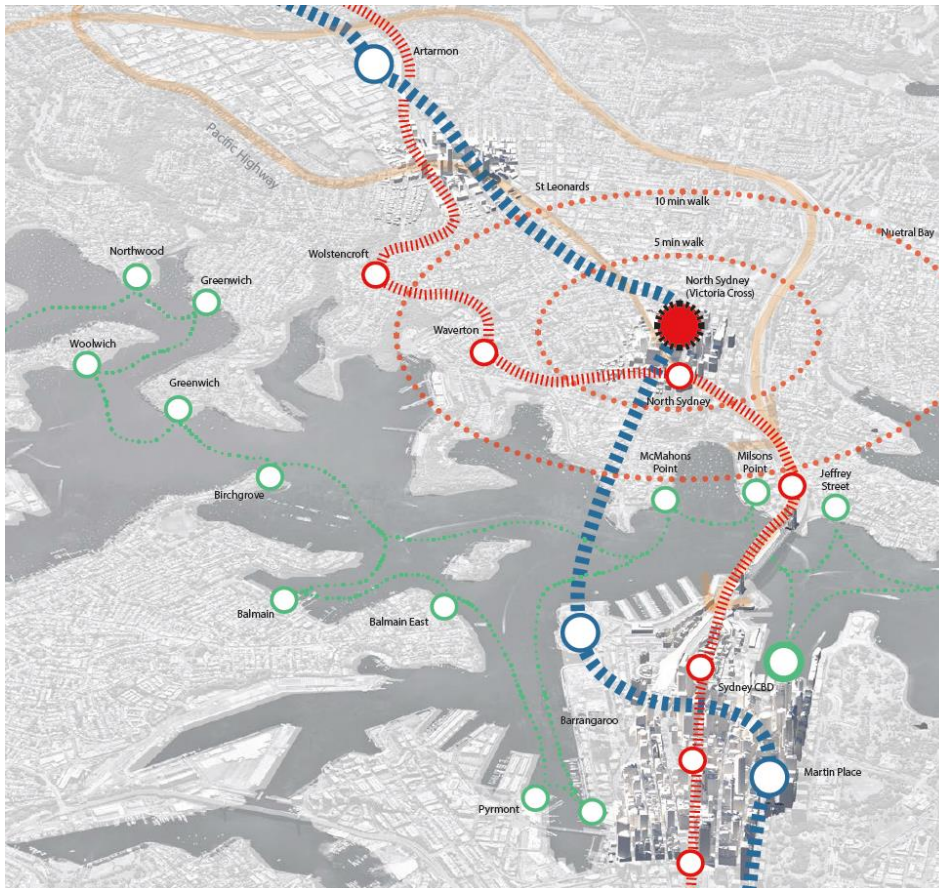 Artarmon
Pacific Highway
St Leonards
10 min walk
Nuetral Bay
5 min walk
Northwood
Wolstencroft
Greenwich
North Sydney
(Victoria Cross)
Waverton
Woolwich
Greenwich
North Sydney
McMahons
Point
Milsons
Point
Jeffrey
Street
Birchgrove
Balmain
Balmain East
Sydney CBD
Barrangaroo
Martin Place
Pyrmont